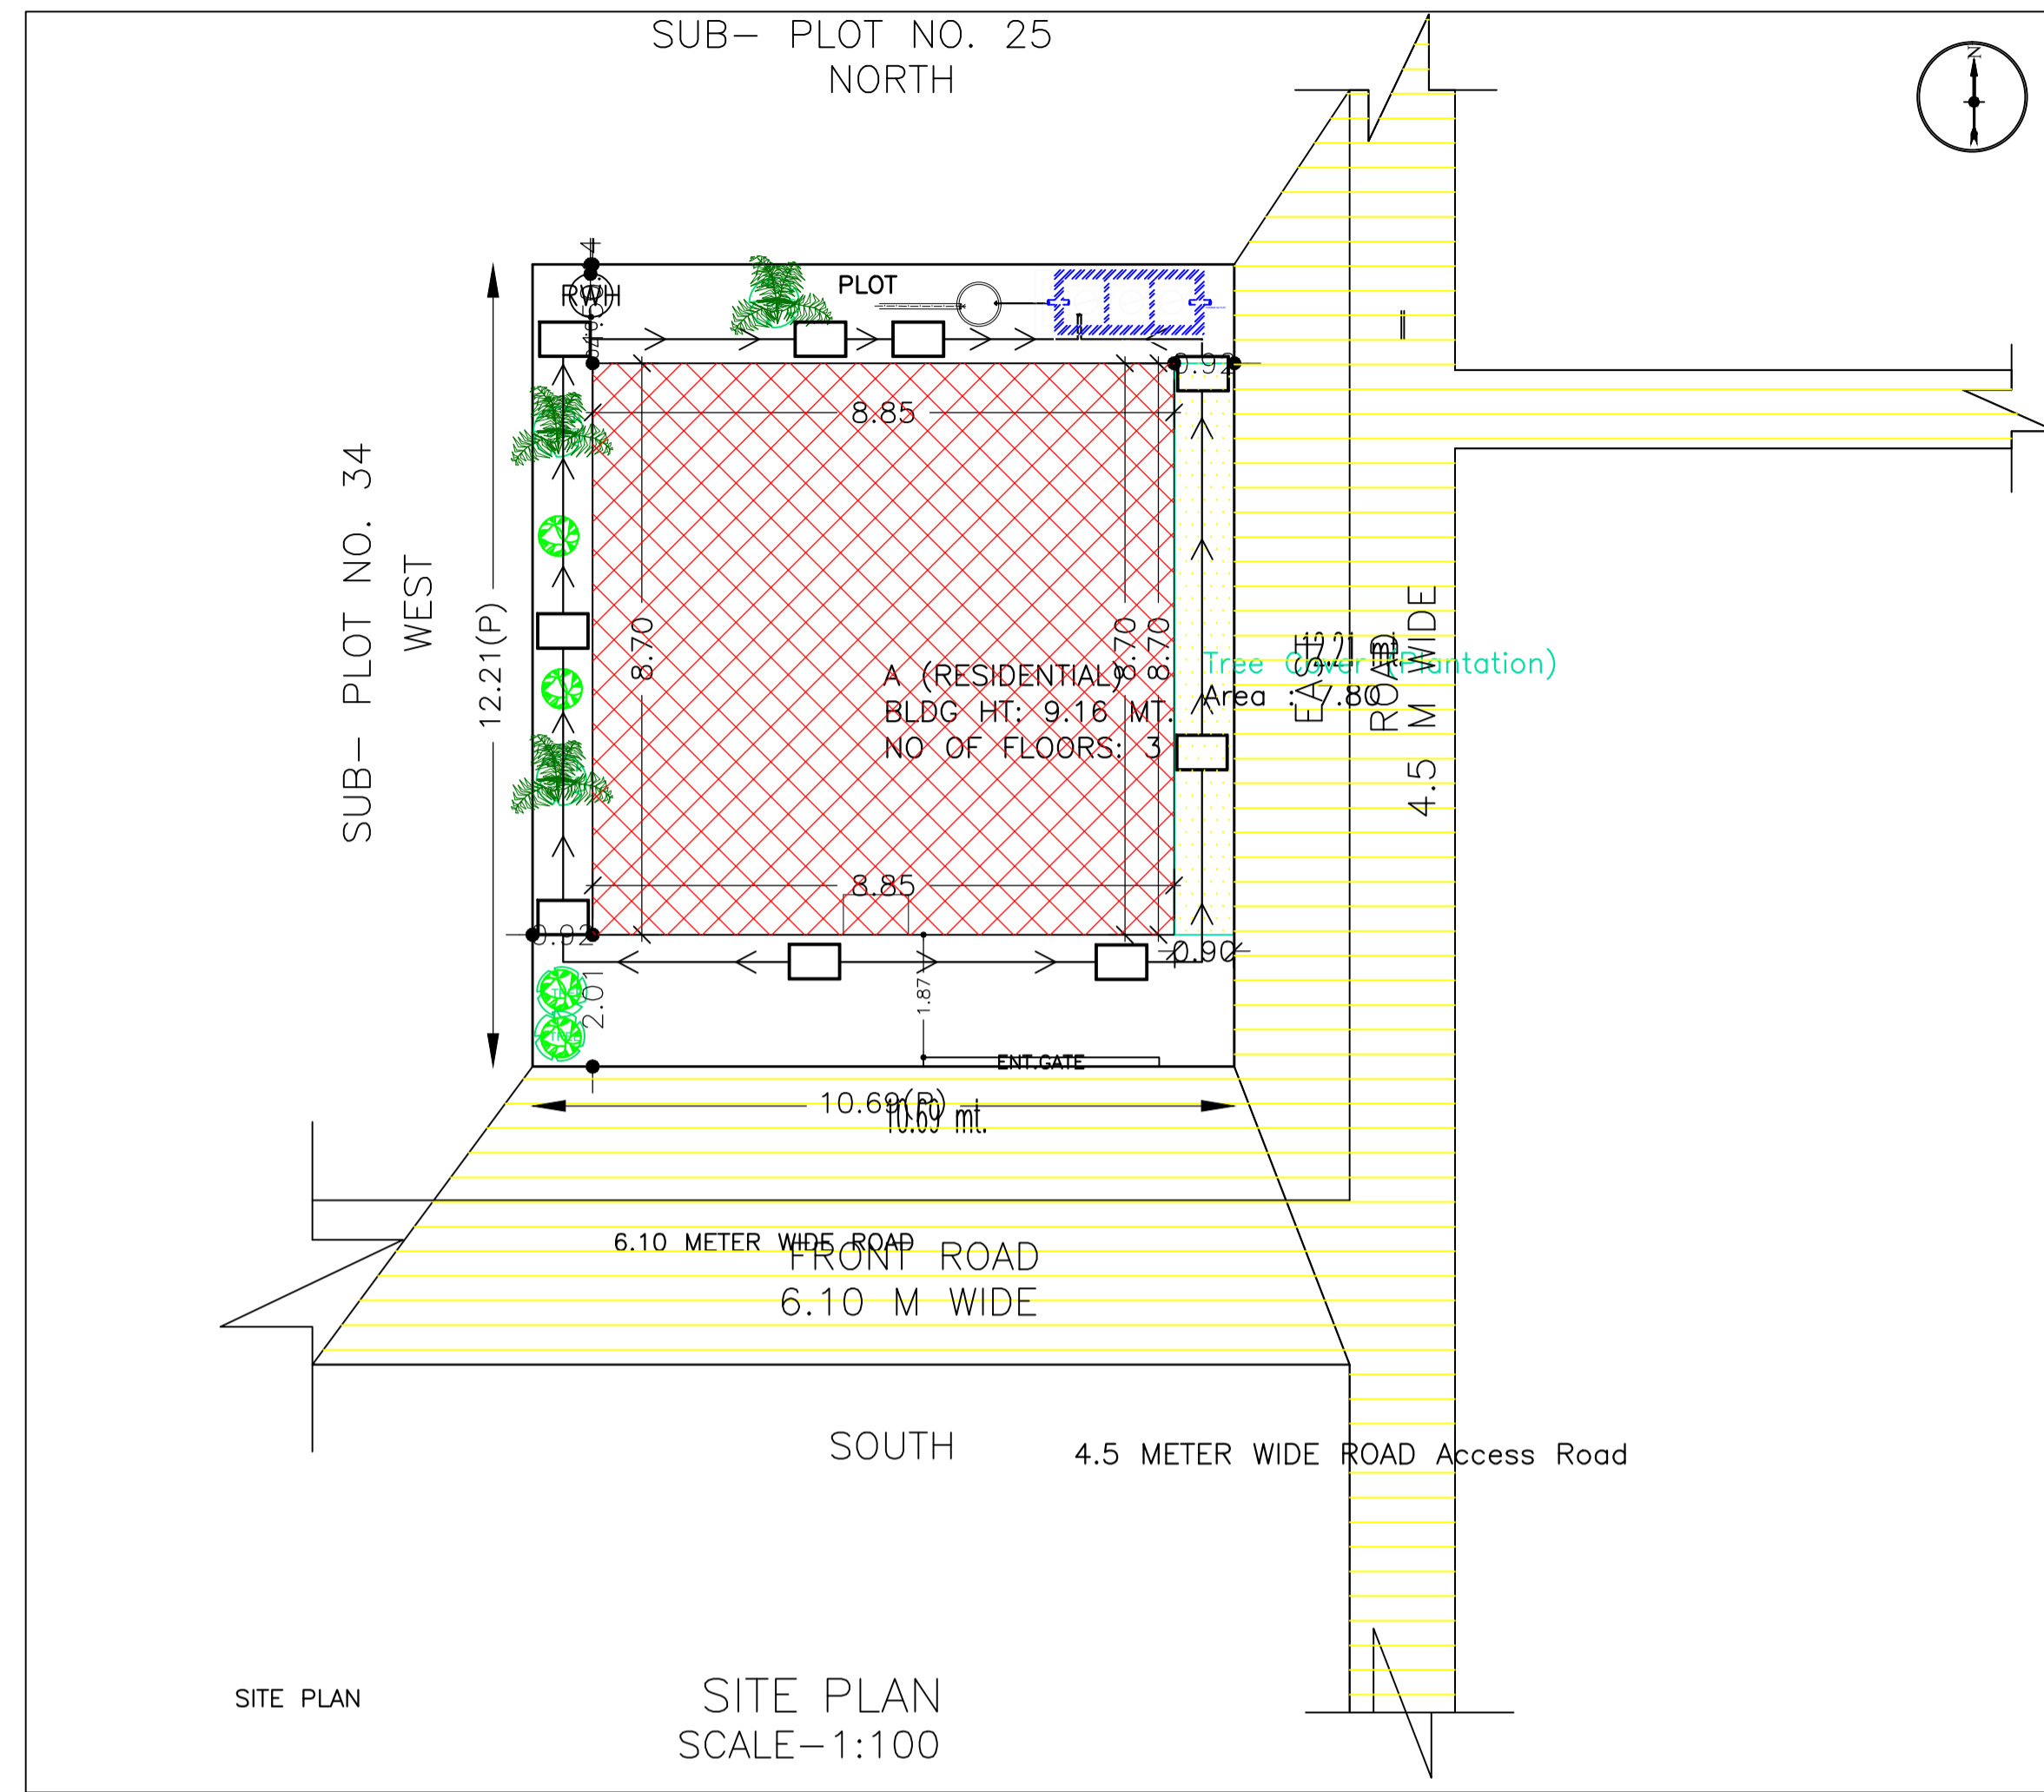 SUB- PLOT NO. 25
NORTH
N
PLOT
RWH
0.92
8.85
SUB- PLOT NO. 34
WEST
12.21(P)
8.70
8.70
8.70
A (RESIDENTIAL)
BLDG HT: 9.16 MT.
NO OF FLOORS: 3
Tree Cover (Plantation)
Area : 7.80
EAST
ROAD
4.5 M WIDE
8.85
0.92
0.90
2.01
1.87
TREE
TREE
ENT.GATE
10.69(P)
10.69 mt.
6.10 METER WIDE ROAD
FRONT ROAD
6.10 M WIDE
SOUTH
4.5 METER WIDE ROAD Access Road
SITE PLAN
SITE PLAN
SCALE-1:100